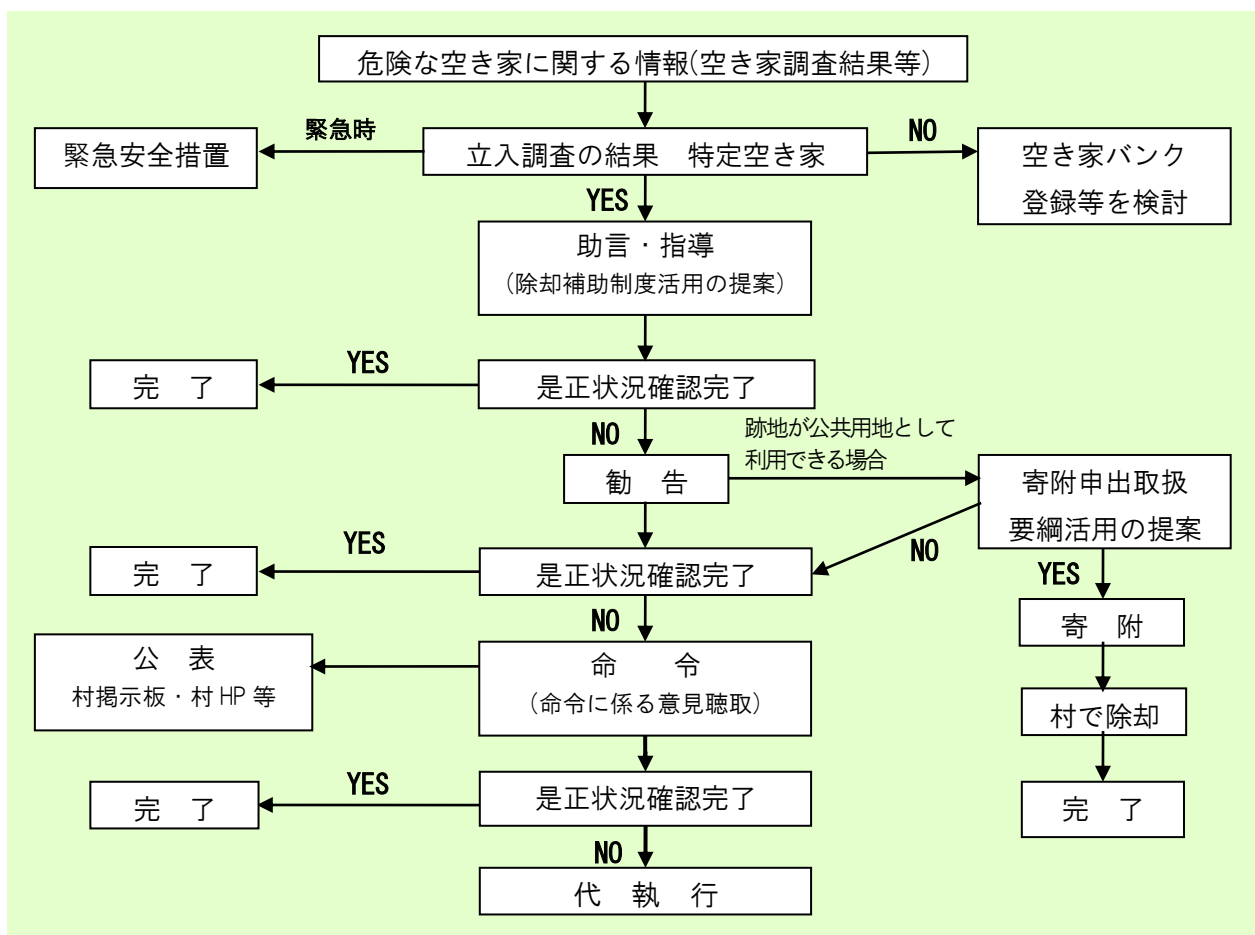 危険な空き家に関する情報(空き家調査結果等)
緊急時
NO
緊急安全措置
立入調査の結果　特定空き家
空き家バンク
登録等を検討
YES
助言・指導
(除却補助制度活用の提案)
YES
完　了
是正状況確認完了
NO
跡地が公共用地として
利用できる場合
勧　告
寄附申出取扱
要綱活用の提案
YES
NO
完　了
是正状況確認完了
YES
NO
寄　附
公　表
村掲示板・村 HP 等
命　　令
(命令に係る意見聴取)
村で除却
YES
完　了
是正状況確認完了
完　了
NO
代　執　行